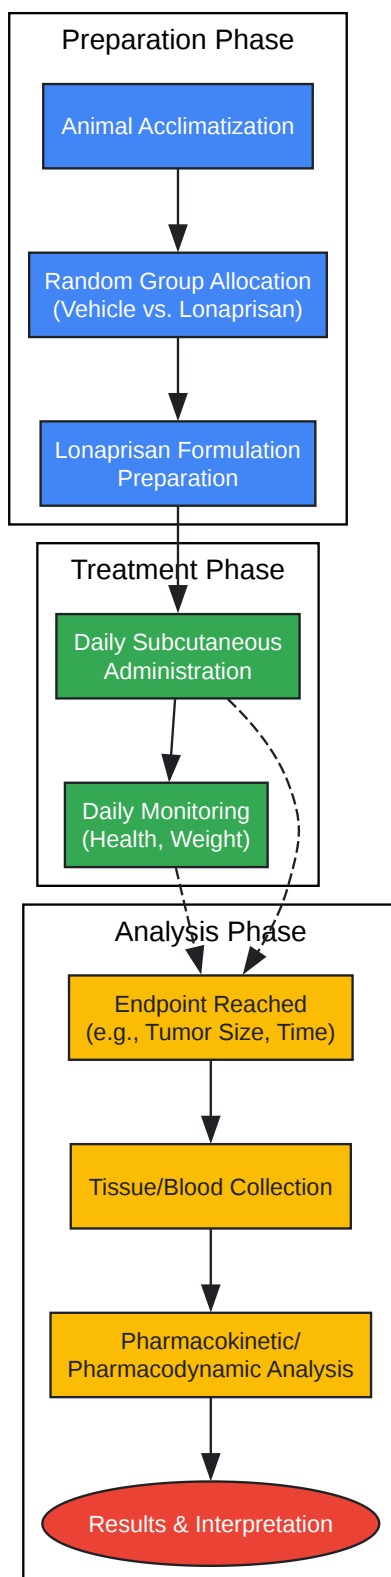 Preparation Phase
Animal Acclimatization
Random Group Allocation
(Vehicle vs. Lonaprisan)
Lonaprisan Formulation
Preparation
Treatment Phase
Daily Subcutaneous
Administration
Daily Monitoring
(Health, Weight)
Analysis Phase
Endpoint Reached
(e.g., Tumor Size, Time)
Tissue/Blood Collection
Pharmacokinetic/
Pharmacodynamic Analysis
Results & Interpretation